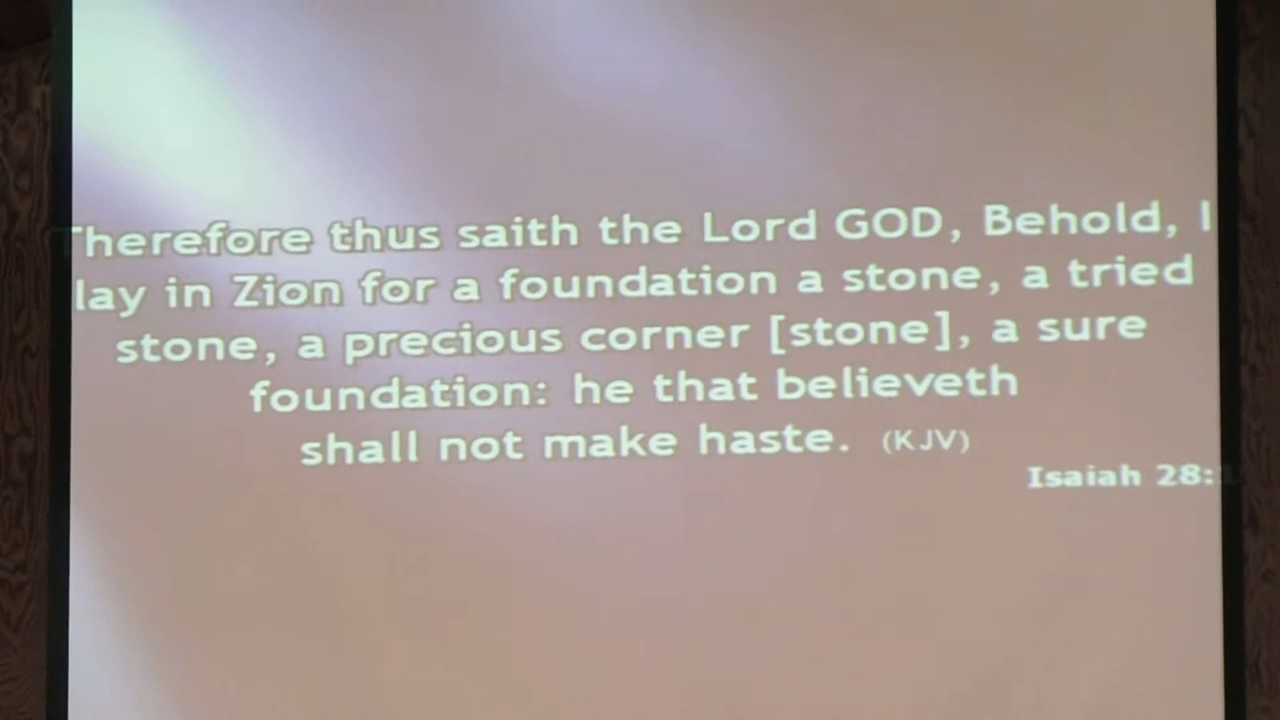 Therefore thus saith the Lord GOD, Behold, I
lay in Zion for a foundation a stone, a tried
stone, a precious corner [stone], a sure
foundation: he that believeth
shall not make haste. (KJV)
Isaiah 28: